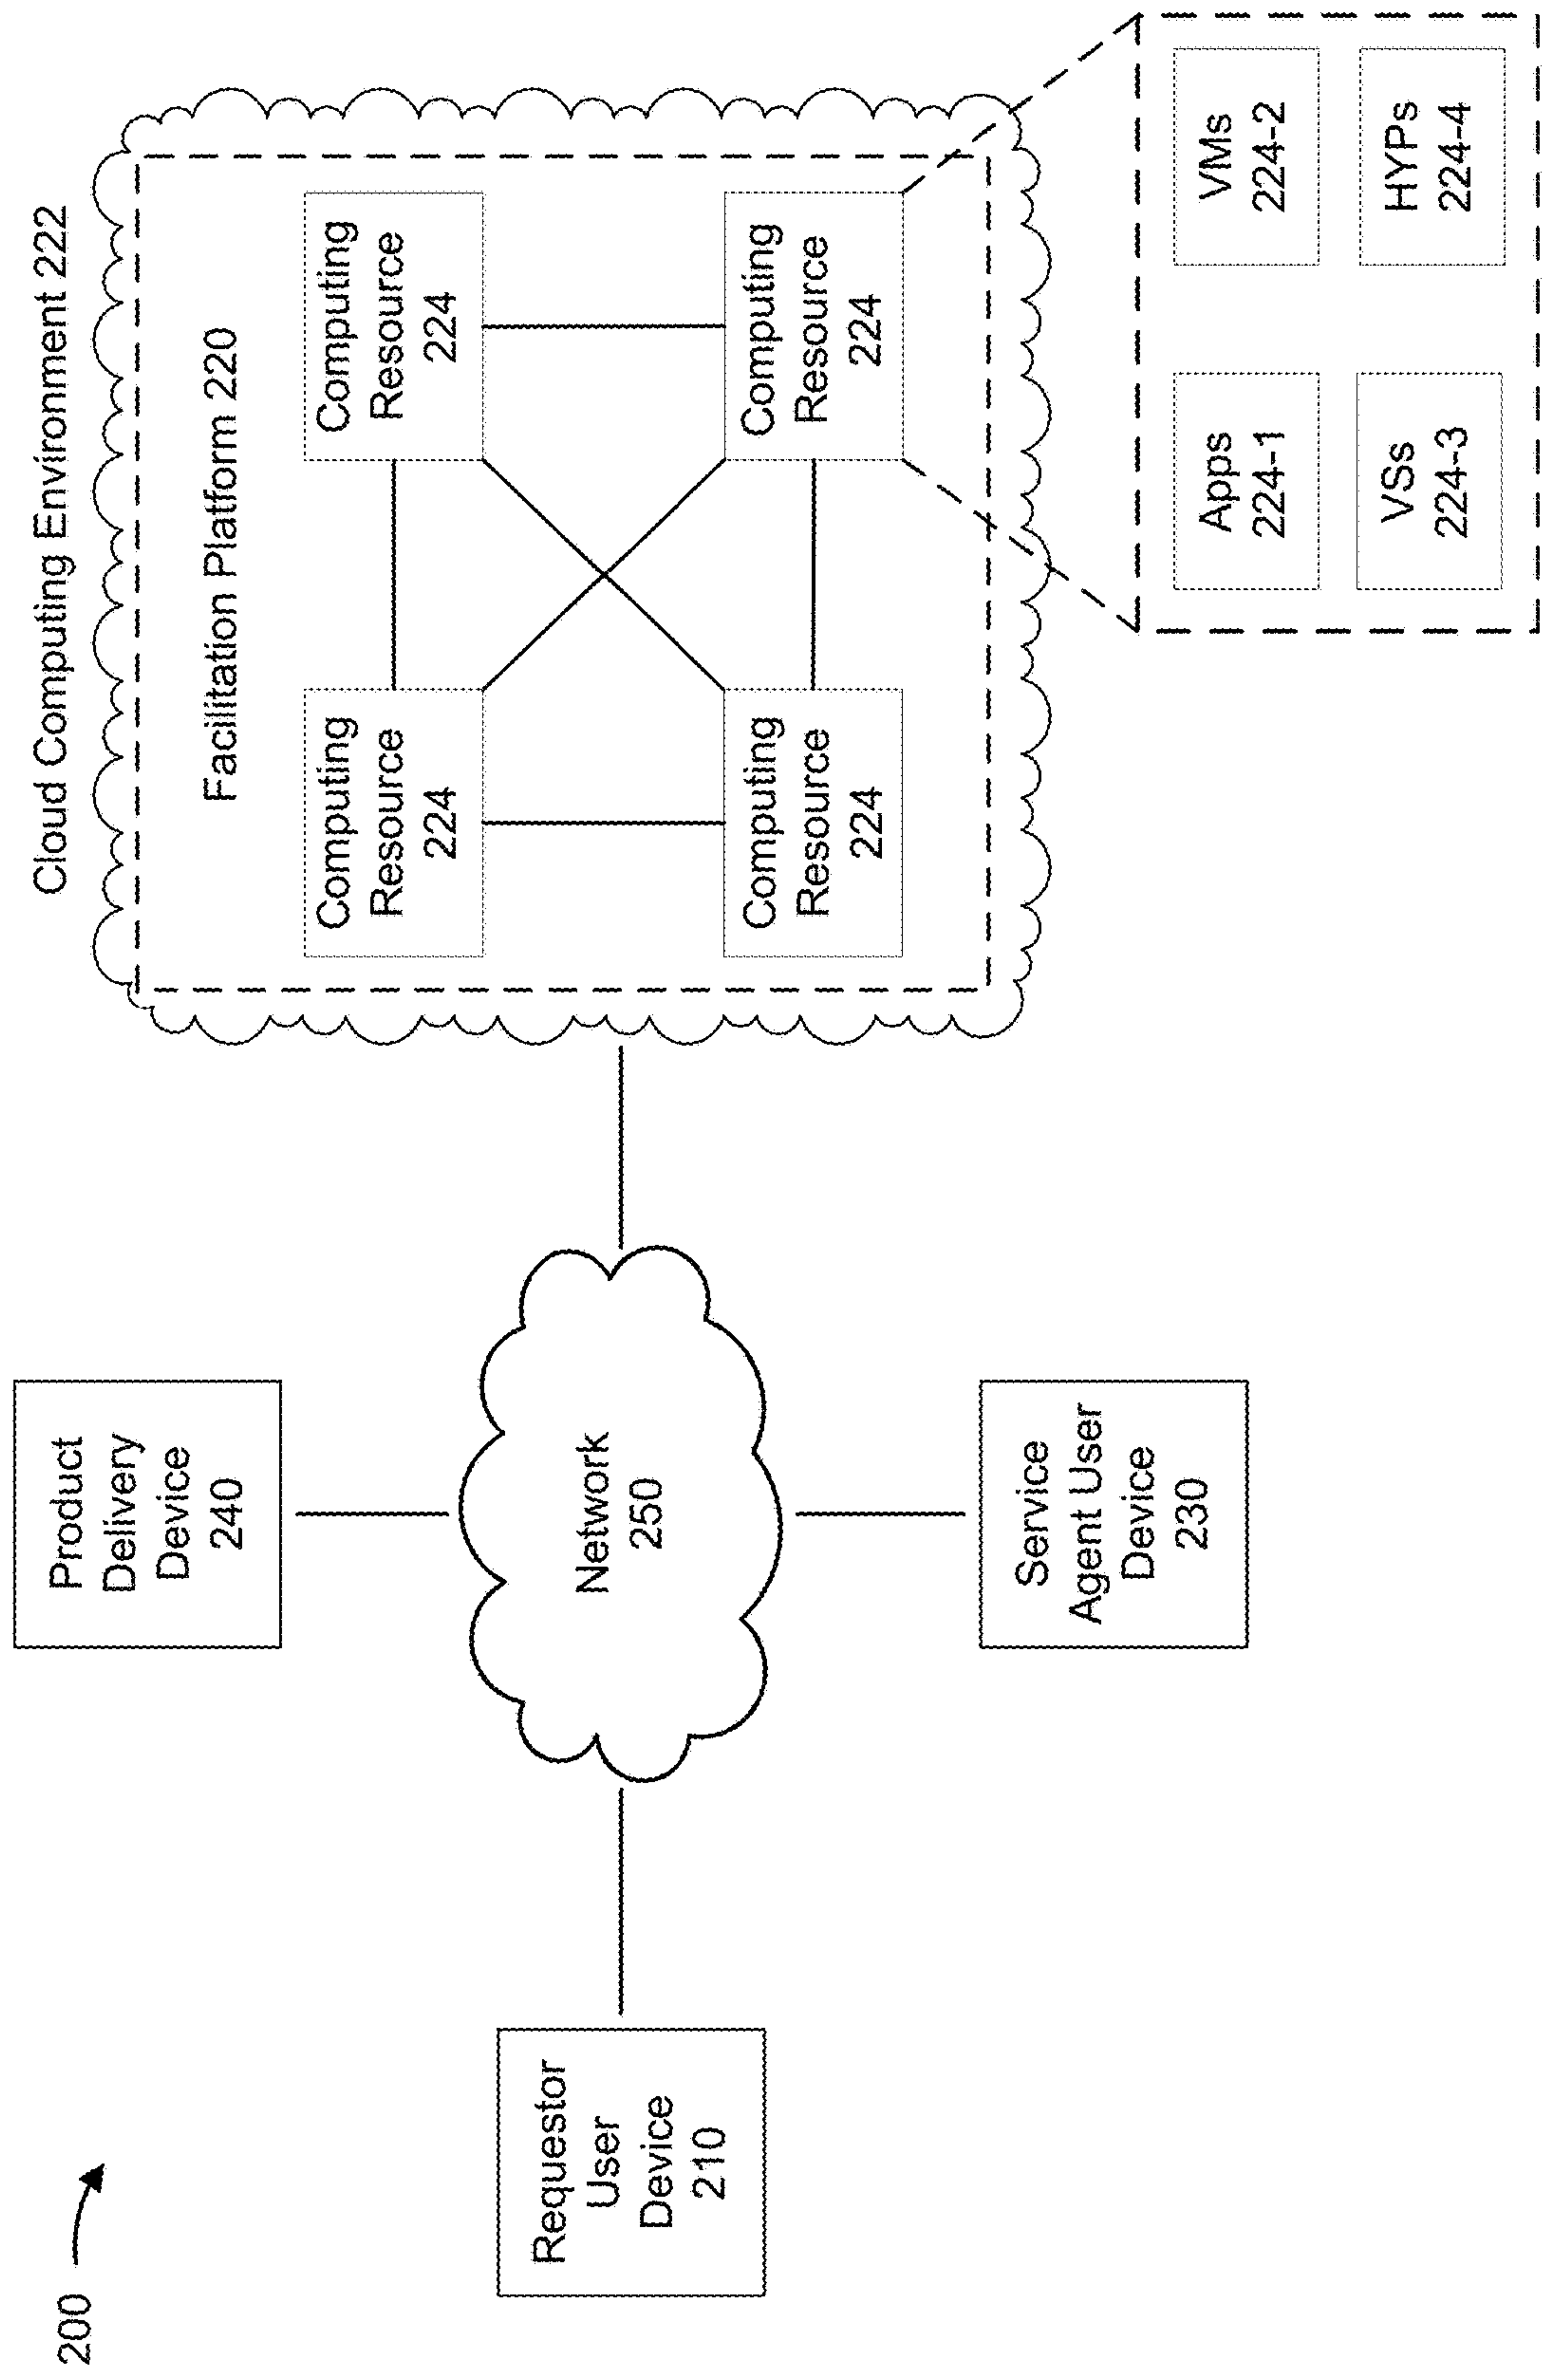 200
Requestor
User
Device
210
Product
Delivery
Device
240
Network
250
Service
Agent User
Device
230
Cloud Computing Environment 222
Facilitation Platform 220
Computing
Resource
224
Computing
Resource
224
Computing
Resource
224
Computing
Resource
224
Apps
224-1
VMs
224-2
VSs
224-3
HYPs
224-4